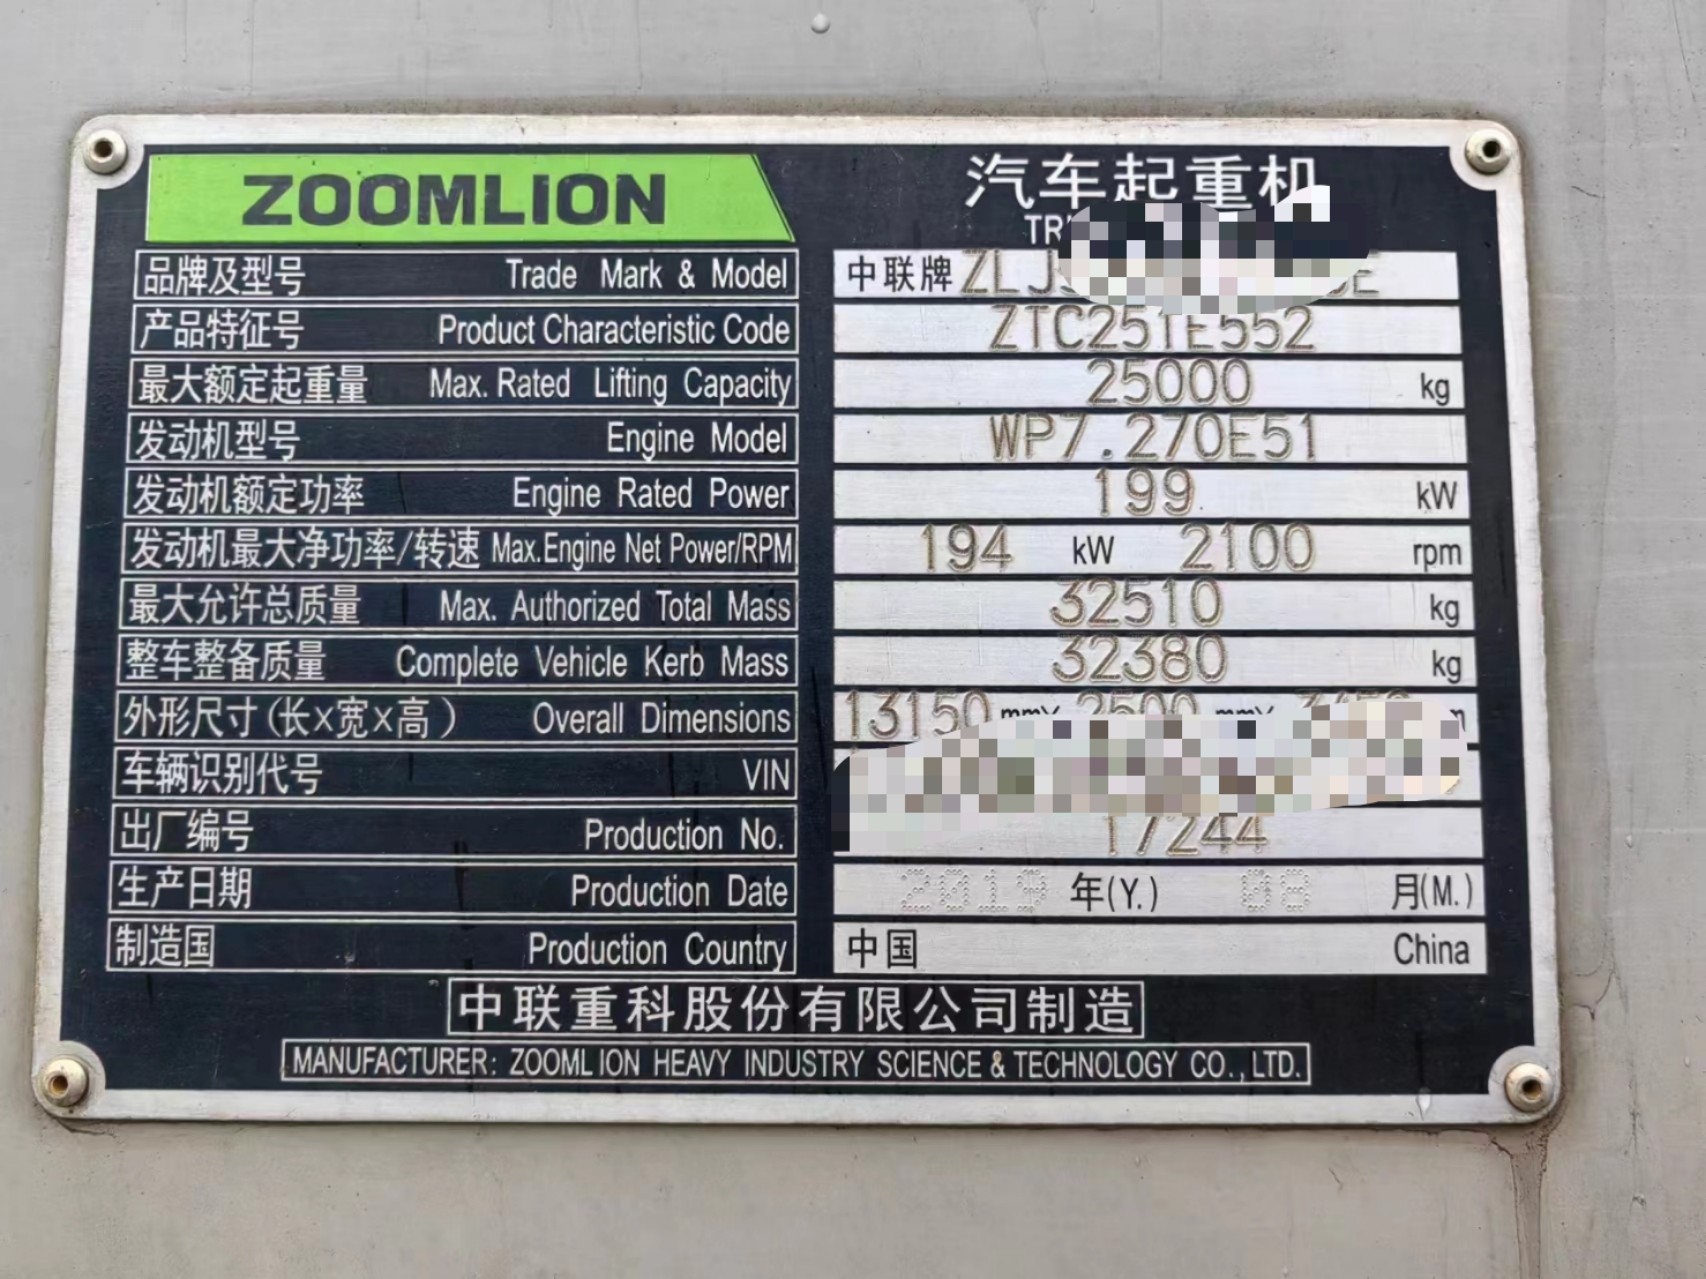 ZOOMLION 汽车起重机
品牌及型号 Trade Mark & Model 中联牌
产品特征号 Product Characteristic Code ZTC251E552
最大额定起重量 Max. Rated Lifting Capacity 25000 kg
发动机型号 Engine Model WP7.270E51
发动机额定功率 Engine Rated Power 199 kW
发动机最大净功率/转速 Max.Engine Net Power/RPM 194 kW 2100 rpm
最大允许总质量 Max. Authorized Total Mass 32510 kg
整车整备质量 Complete Vehicle Kerb Mass 32380 kg
外形尺寸(长×宽×高) Overall Dimensions 13150 mm× 2500 mm×
车辆识别代号 VIN
出厂编号 Production No. 17244
生产日期 Production Date 2019 年(Y.) 08 月(M.)
制造国 Production Country 中国 China
中联重科股份有限公司制造
MANUFACTURER: ZOOMLION HEAVY INDUSTRY SCIENCE & TECHNOLOGY CO.,LTD.